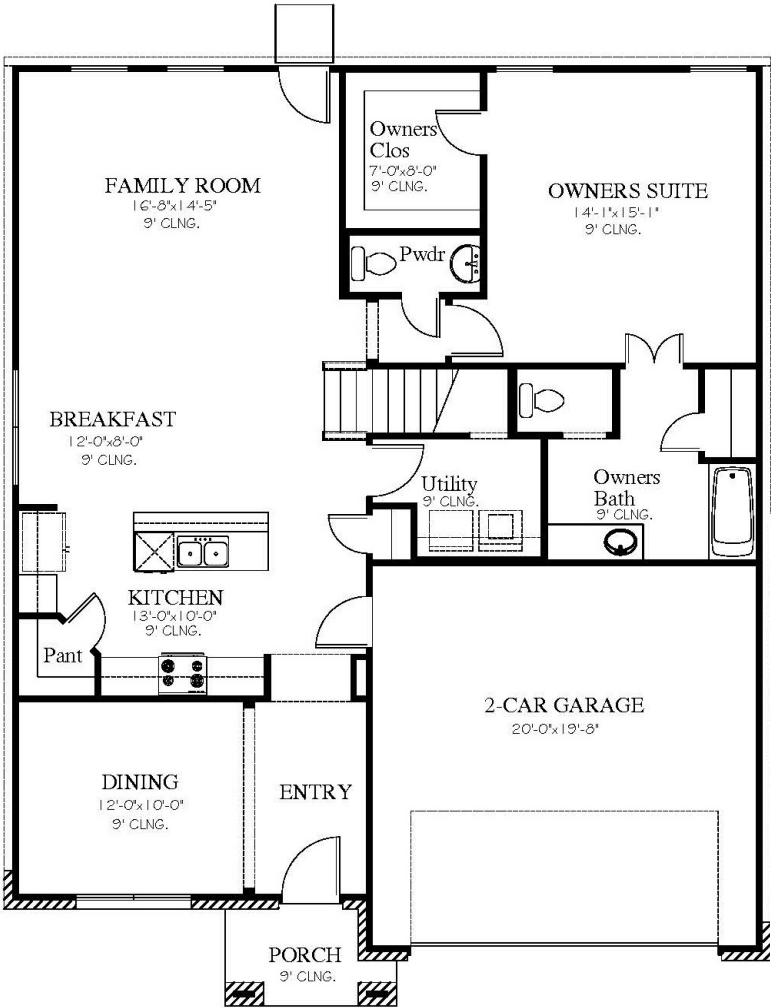 Owners
Clos
7'-0"x8'-0"
9' CLNG.
FAMILY ROOM
16'-8"x14'-5"
9' CLNG.
OWNERS SUITE
14'-1"x15'-1"
9' CLNG.
Pwdr
BREAKFAST
12'-0"x8'-0"
9' CLNG.
Utility
9' CLNG.
Owners
Bath
9' CLNG.
KITCHEN
13'-0"x10'-0"
9' CLNG.
Pant
2-CAR GARAGE
20'-0"x19'-8"
DINING
12'-0"x10'-0"
9' CLNG.
ENTRY
PORCH
9' CLNG.